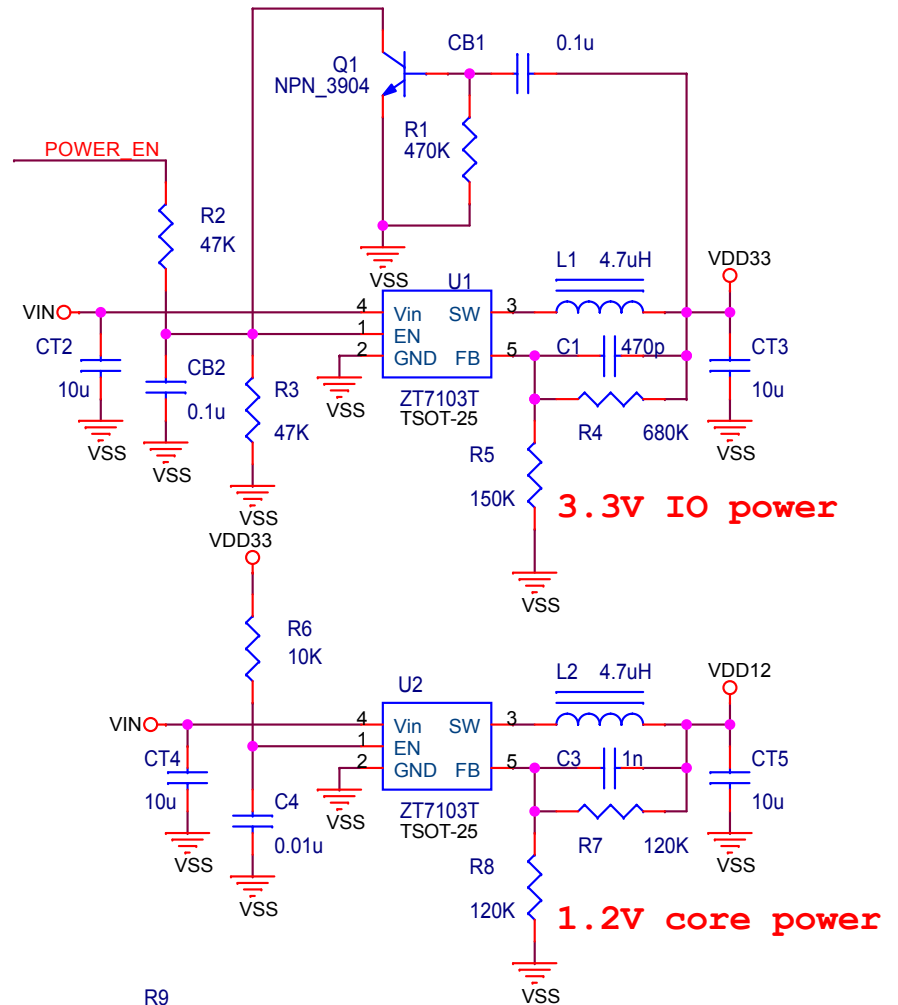 CB1 0.1u
Q1
NPN_3904
R1
470K
POWER_EN
R2
47K
VSS
L1 4.7uH
VDD33
U1
VIN
4 Vin SW 3
1 EN
2 GND FB 5
C1 470p
CT2
10u
CB2
0.1u
R3
47K
VSS
ZT7103T
TSOT-25
CT3
10u
R4 680K
VSS
VSS
VSS
R5
150K
VSS
3.3V IO power
VDD33
VSS
R6
10K
L2 4.7uH
VDD12
U2
VIN
4 Vin SW 3
1 EN
2 GND FB 5
C3 1n
CT4
10u
C4
0.01u
VSS
ZT7103T
TSOT-25
CT5
10u
R7 120K
VSS
VSS
R8
120K
VSS
1.2V core power
VSS
R9